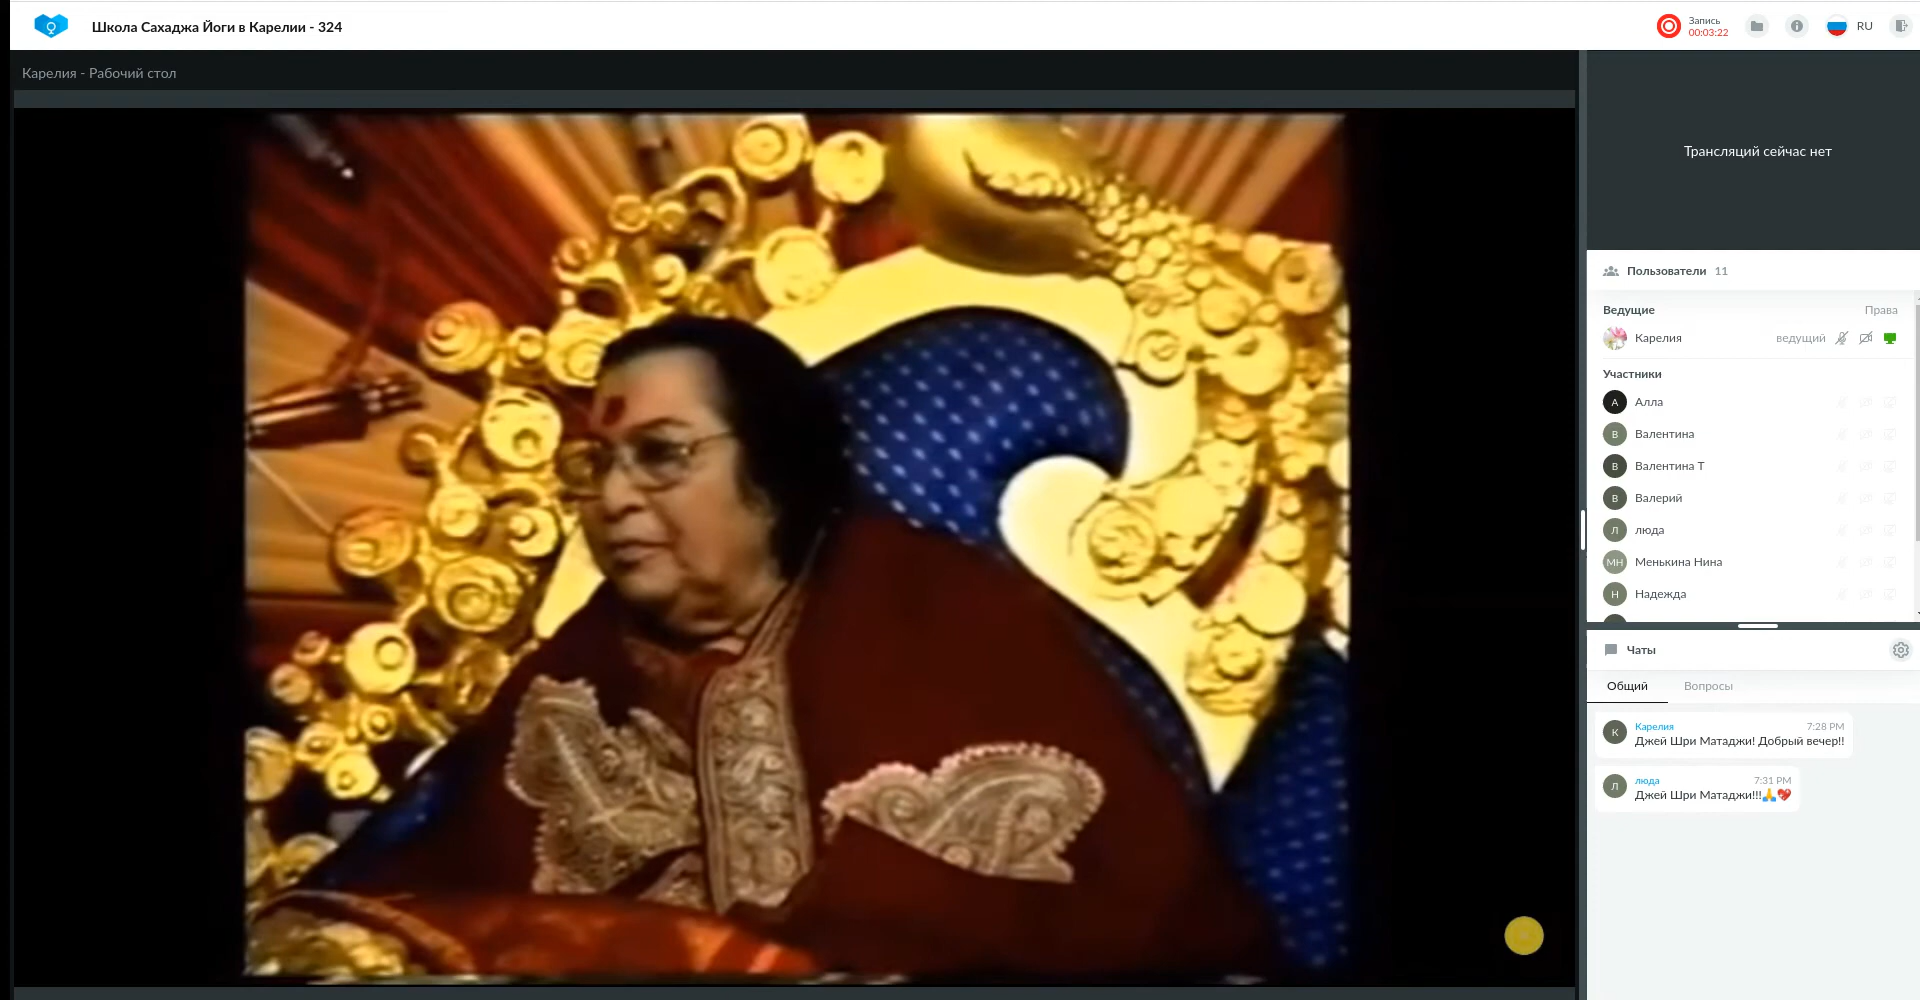 Школа Сахаджа Йоги в Карелии - 324
Запись
00:03:22
RU
Карелия - Рабочий стол
Трансляций сейчас нет
Пользователи 11
Ведущие Права
Карелия ведущий
Участники
А Алла
В Валентина
В Валентина Т
В Валерий
Л люда
МН Менькина Нина
Н Надежда
Чаты
Общий Вопросы
К Карелия 7:28 PM
Джей Шри Матаджи! Добрый вечер!!
Л люда 7:31 PM
Джей Шри Матаджи!!!🙏💖